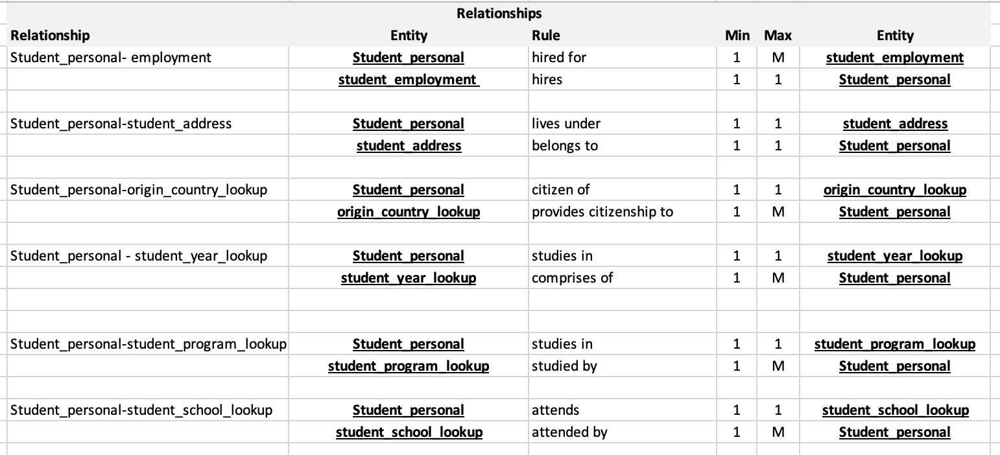 Relationships
Relationship Entity Rule Min Max Entity
Student_personal- employment Student_personal hired for 1 M student_employment
student_employment hires 1 1 Student_personal
Student_personal-student_address Student_personal lives under 1 1 student_address
student_address belongs to 1 1 Student_personal
Student_personal-origin_country_lookup Student_personal citizen of 1 1 origin_country_lookup
origin_country_lookup provides citizenship to 1 M Student_personal
Student_personal - student_year_lookup Student_personal studies in 1 1 student_year_lookup
student_year_lookup comprises of 1 M Student_personal
Student_personal-student_program_lookup Student_personal studies in 1 1 student_program_lookup
student_program_lookup studied by 1 M Student_personal
Student_personal-student_school_lookup Student_personal attends 1 1 student_school_lookup
student_school_lookup attended by 1 M Student_personal